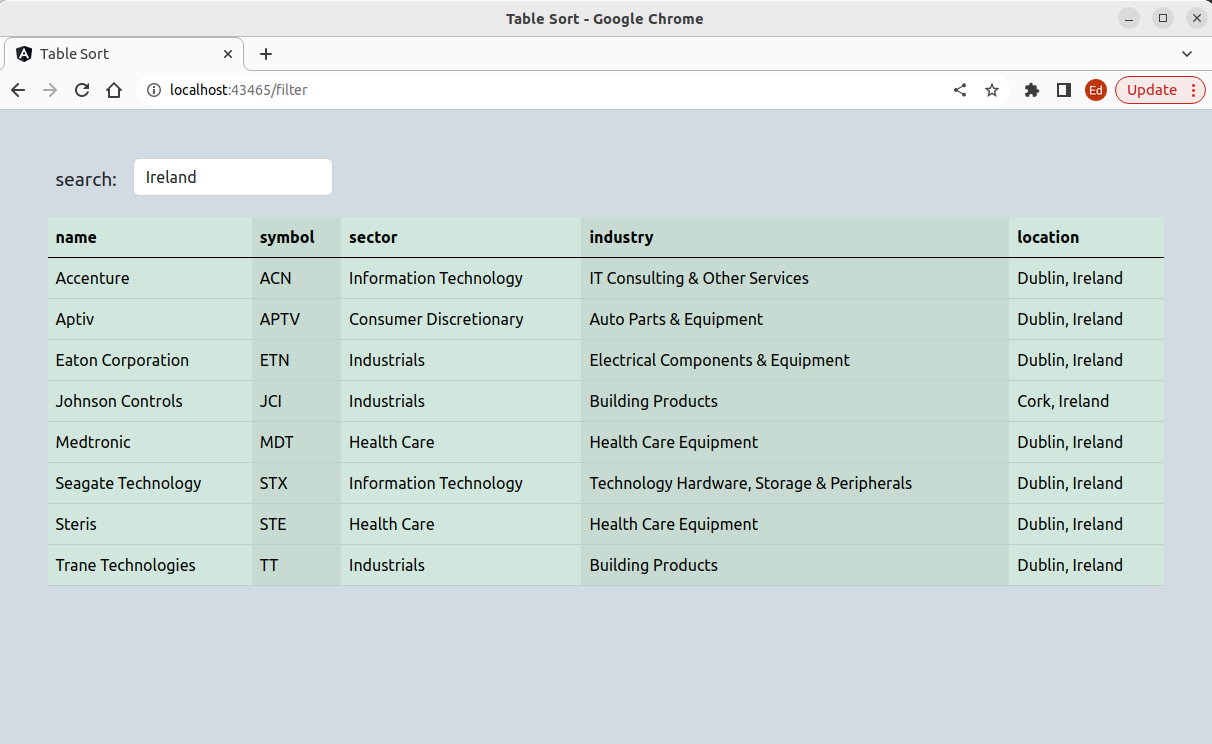 Table Sort - Google Chrome
Table Sort
localhost:43465/filter
Ed
Update
search: Ireland
name symbol sector industry location
Accenture ACN Information Technology IT Consulting & Other Services Dublin, Ireland
Aptiv APTV Consumer Discretionary Auto Parts & Equipment Dublin, Ireland
Eaton Corporation ETN Industrials Electrical Components & Equipment Dublin, Ireland
Johnson Controls JCI Industrials Building Products Cork, Ireland
Medtronic MDT Health Care Health Care Equipment Dublin, Ireland
Seagate Technology STX Information Technology Technology Hardware, Storage & Peripherals Dublin, Ireland
Steris STE Health Care Health Care Equipment Dublin, Ireland
Trane Technologies TT Industrials Building Products Dublin, Ireland